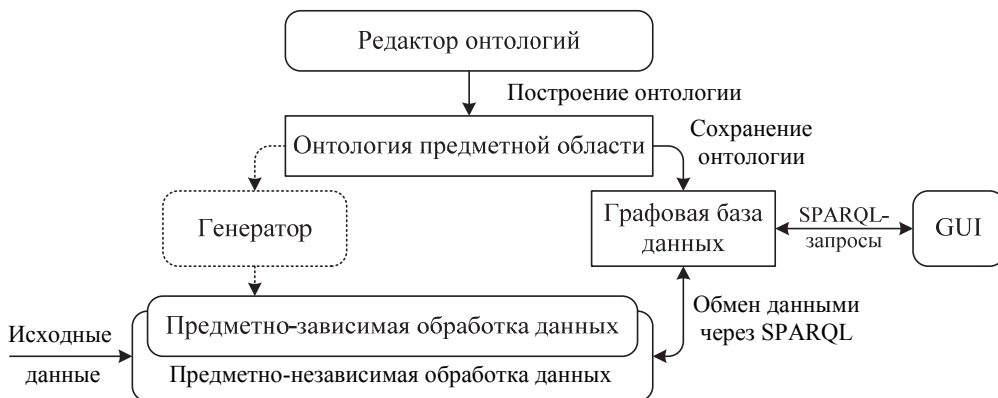 Редактор онтологий
Построение онтологии
Онтология предметной области
Сохранение
онтологии
Генератор
Графовая база
данных
SPARQL-
запросы
GUI
Обмен данными
через SPARQL
Исходные
данные
Предметно-зависимая обработка данных
Предметно-независимая обработка данных